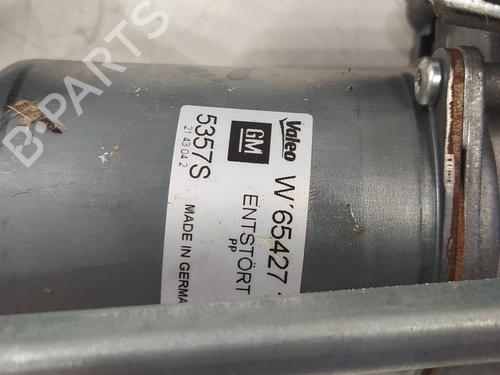 Valeo
GM
W'65427
5357S
ENTSTÖRT
21 43 04 2
PP
MADE IN GERMA
B-PARTS